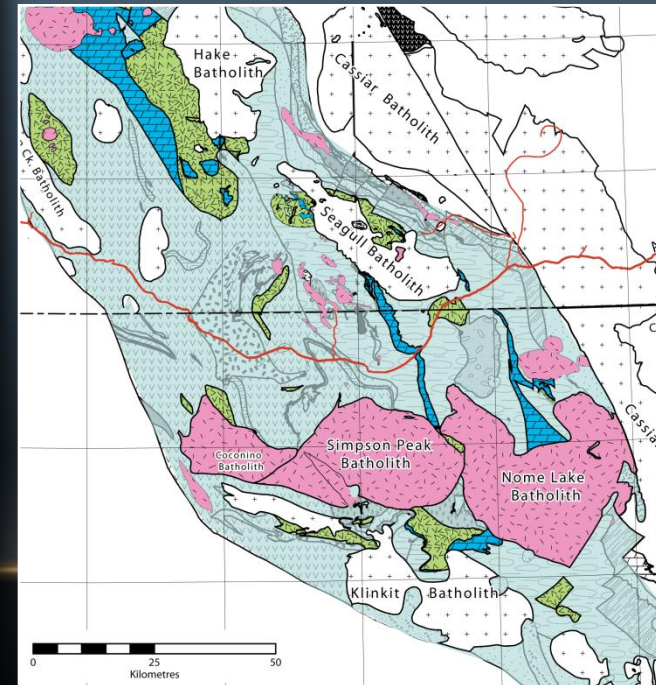 Hake
Batholith
Cassiar Batholith
Ck. Batholith
Seagull Batholith
Simpson Peak
Batholith
Coconino
Batholith
Nome Lake
Batholith
Cassiar
Klinkit Batholith
0 25 50
Kilometres